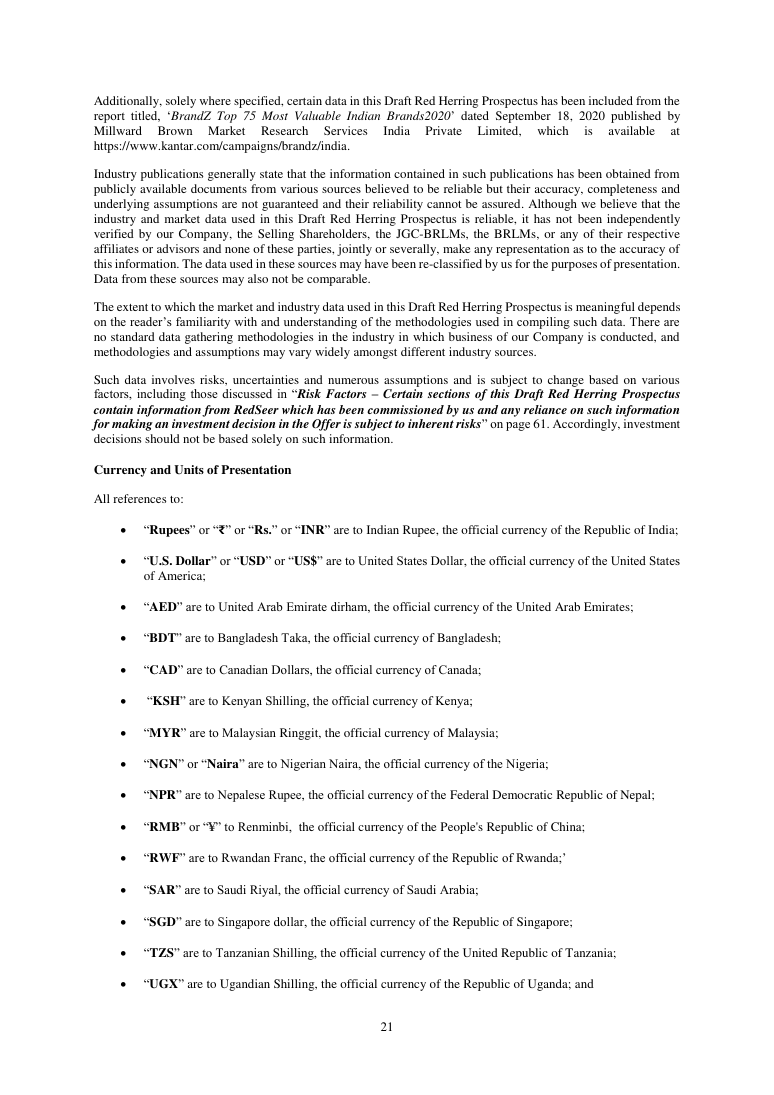 Additionally, solely where specified, certain data in this Draft Red Herring Prospectus has been included from the
report titled, ‘BrandZ Top 75 Most Valuable Indian Brands2020’ dated September 18, 2020 published by
Millward Brown Market Research Services India Private Limited, which is available at
https://www.kantar.com/campaigns/brandz/india.
Industry publications generally state that the information contained in such publications has been obtained from
publicly available documents from various sources believed to be reliable but their accuracy, completeness and
underlying assumptions are not guaranteed and their reliability cannot be assured. Although we believe that the
industry and market data used in this Draft Red Herring Prospectus is reliable, it has not been independently
verified by our Company, the Selling Shareholders, the JGC-BRLMs, the BRLMs, or any of their respective
affiliates or advisors and none of these parties, jointly or severally, make any representation as to the accuracy of
this information. The data used in these sources may have been re-classified by us for the purposes of presentation.
Data from these sources may also not be comparable.
The extent to which the market and industry data used in this Draft Red Herring Prospectus is meaningful depends
on the reader’s familiarity with and understanding of the methodologies used in compiling such data. There are
no standard data gathering methodologies in the industry in which business of our Company is conducted, and
methodologies and assumptions may vary widely amongst different industry sources.
Such data involves risks, uncertainties and numerous assumptions and is subject to change based on various
factors, including those discussed in “Risk Factors – Certain sections of this Draft Red Herring Prospectus
contain information from RedSeer which has been commissioned by us and any reliance on such information
for making an investment decision in the Offer is subject to inherent risks” on page 61. Accordingly, investment
decisions should not be based solely on such information.
Currency and Units of Presentation
All references to:
• “Rupees” or “₹” or “Rs.” or “INR” are to Indian Rupee, the official currency of the Republic of India;
• “U.S. Dollar” or “USD” or “US$” are to United States Dollar, the official currency of the United States
of America;
• “AED” are to United Arab Emirate dirham, the official currency of the United Arab Emirates;
• “BDT” are to Bangladesh Taka, the official currency of Bangladesh;
• “CAD” are to Canadian Dollars, the official currency of Canada;
• “KSH” are to Kenyan Shilling, the official currency of Kenya;
• “MYR” are to Malaysian Ringgit, the official currency of Malaysia;
• “NGN” or “Naira” are to Nigerian Naira, the official currency of the Nigeria;
• “NPR” are to Nepalese Rupee, the official currency of the Federal Democratic Republic of Nepal;
• “RMB” or “¥” to Renminbi, the official currency of the People's Republic of China;
• “RWF” are to Rwandan Franc, the official currency of the Republic of Rwanda;’
• “SAR” are to Saudi Riyal, the official currency of Saudi Arabia;
• “SGD” are to Singapore dollar, the official currency of the Republic of Singapore;
• “TZS” are to Tanzanian Shilling, the official currency of the United Republic of Tanzania;
• “UGX” are to Ugandian Shilling, the official currency of the Republic of Uganda; and
21